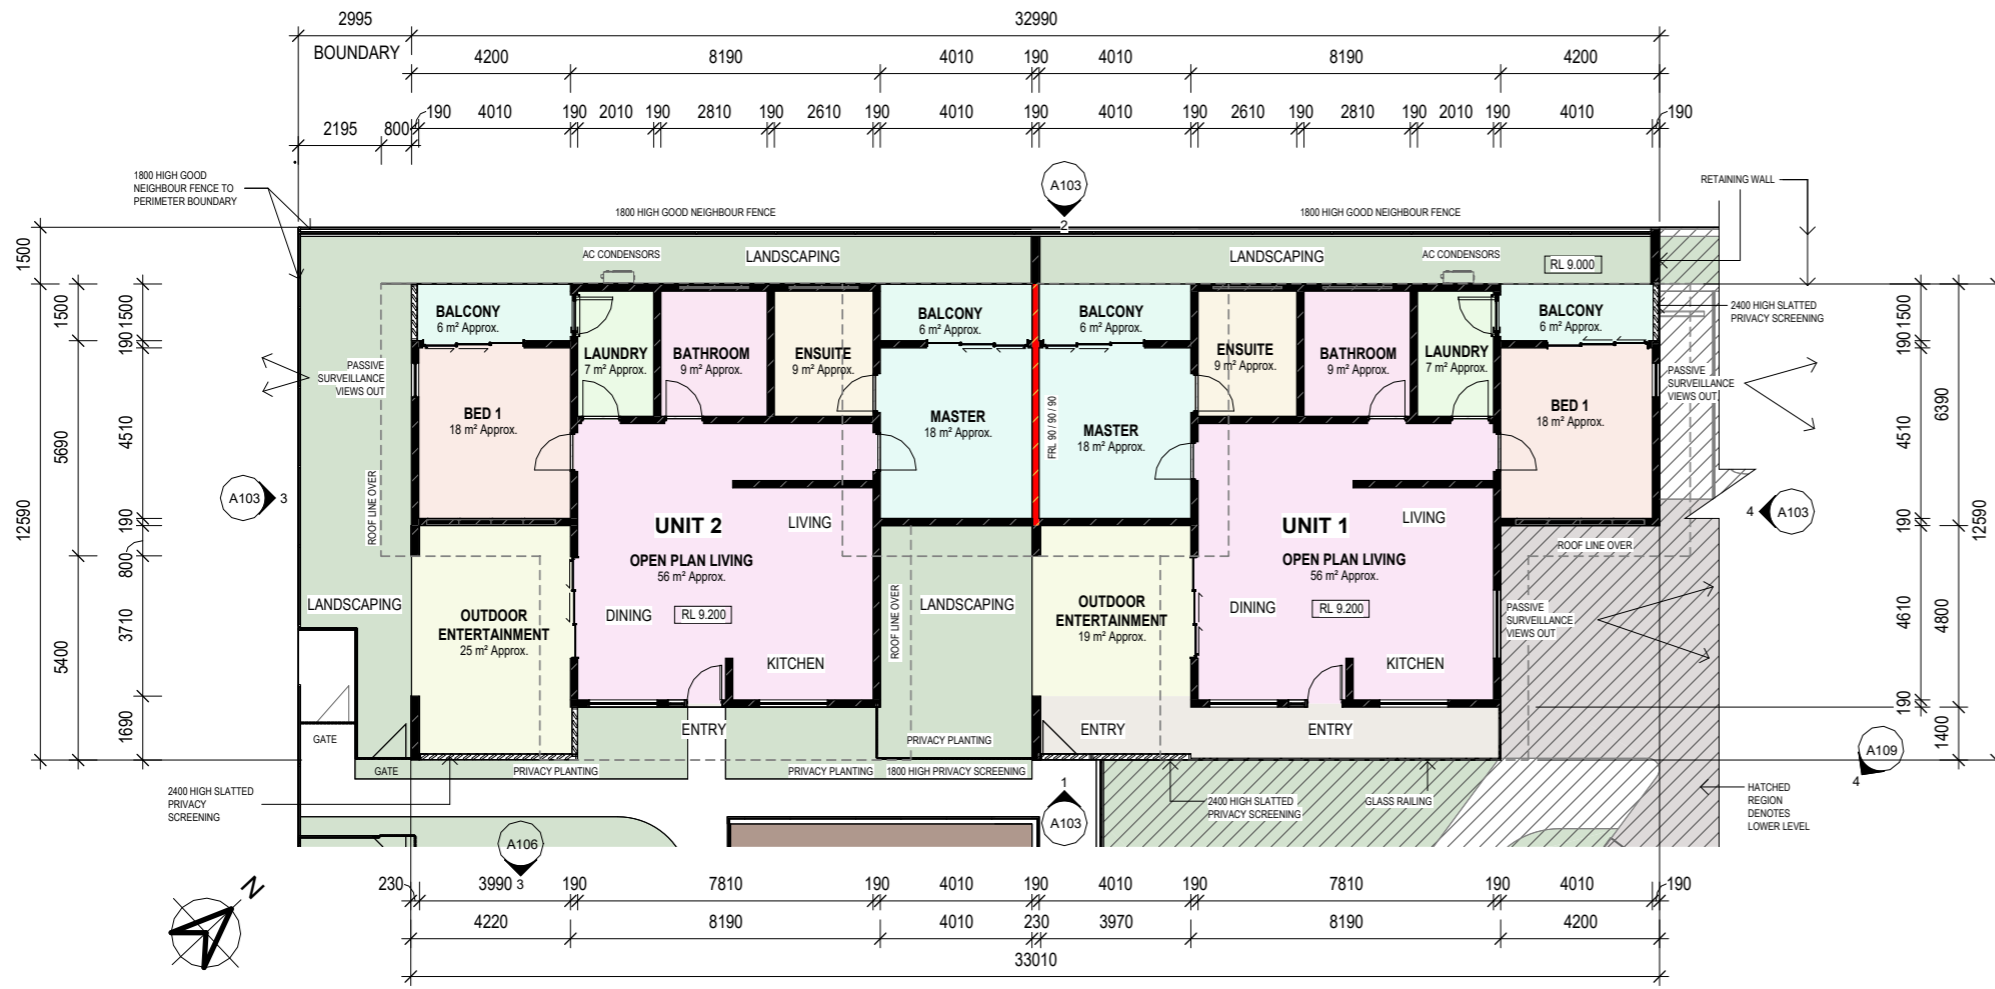 2995
32990
BOUNDARY
4200
8190
4010
190
4010
8190
4200
190
4010
190
2010
190
2810
190
2610
190
4010
190
4010
190
2610
190
2810
190
2010
190
4010
190
2195
800
1800 HIGH GOOD
NEIGHBOUR FENCE TO
PERIMETER BOUNDARY
A103
2
RETAINING WALL
1800 HIGH GOOD NEIGHBOUR FENCE
1800 HIGH GOOD NEIGHBOUR FENCE
AC CONDENSORS
LANDSCAPING
LANDSCAPING
AC CONDENSORS
RL 9.000
2400 HIGH SLATTED
PRIVACY SCREENING
BALCONY
6 m² Approx.
BALCONY
6 m² Approx.
BALCONY
6 m² Approx.
BALCONY
6 m² Approx.
LAUNDRY
7 m² Approx.
BATHROOM
9 m² Approx.
ENSUITE
9 m² Approx.
ENSUITE
9 m² Approx.
BATHROOM
9 m² Approx.
LAUNDRY
7 m² Approx.
PASSIVE
SURVEILLANCE
VIEWS OUT
PASSIVE
SURVEILLANCE
VIEWS OUT
BED 1
18 m² Approx.
MASTER
18 m² Approx.
FRL 90 / 90 / 90
MASTER
18 m² Approx.
BED 1
18 m² Approx.
A103
3
4
A103
ROOF LINE OVER
UNIT 2
LIVING
OPEN PLAN LIVING
56 m² Approx.
UNIT 1
LIVING
OPEN PLAN LIVING
56 m² Approx.
ROOF LINE OVER
LANDSCAPING
OUTDOOR
ENTERTAINMENT
25 m² Approx.
DINING
RL 9.200
KITCHEN
ROOF LINE OVER
LANDSCAPING
OUTDOOR
ENTERTAINMENT
19 m² Approx.
DINING
RL 9.200
KITCHEN
PASSIVE
SURVEILLANCE
VIEWS OUT
GATE
GATE
ENTRY
PRIVACY PLANTING
ENTRY
ENTRY
PRIVACY PLANTING
PRIVACY PLANTING
1800 HIGH PRIVACY SCREENING
A109
4
2400 HIGH SLATTED
PRIVACY
SCREENING
1
A103
2400 HIGH SLATTED
PRIVACY SCREENING
GLASS RAILING
HATCHED
REGION
DENOTES
LOWER LEVEL
A106
3
1500
12590
1500
5690
5400
1500
190
4510
190
800
3710
1690
1500
190
4510
190
4610
190
6390
4800
1400
12590
N
230
3990
190
7810
190
4010
190
4010
190
7810
190
4010
190
4220
8190
4010
230
3970
8190
4200
33010